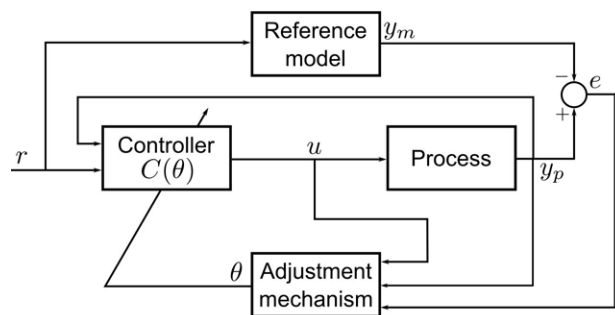 Reference
model
y_m
−
e
+
r
Controller
C(θ)
u
Process
y_p
θ
Adjustment
mechanism